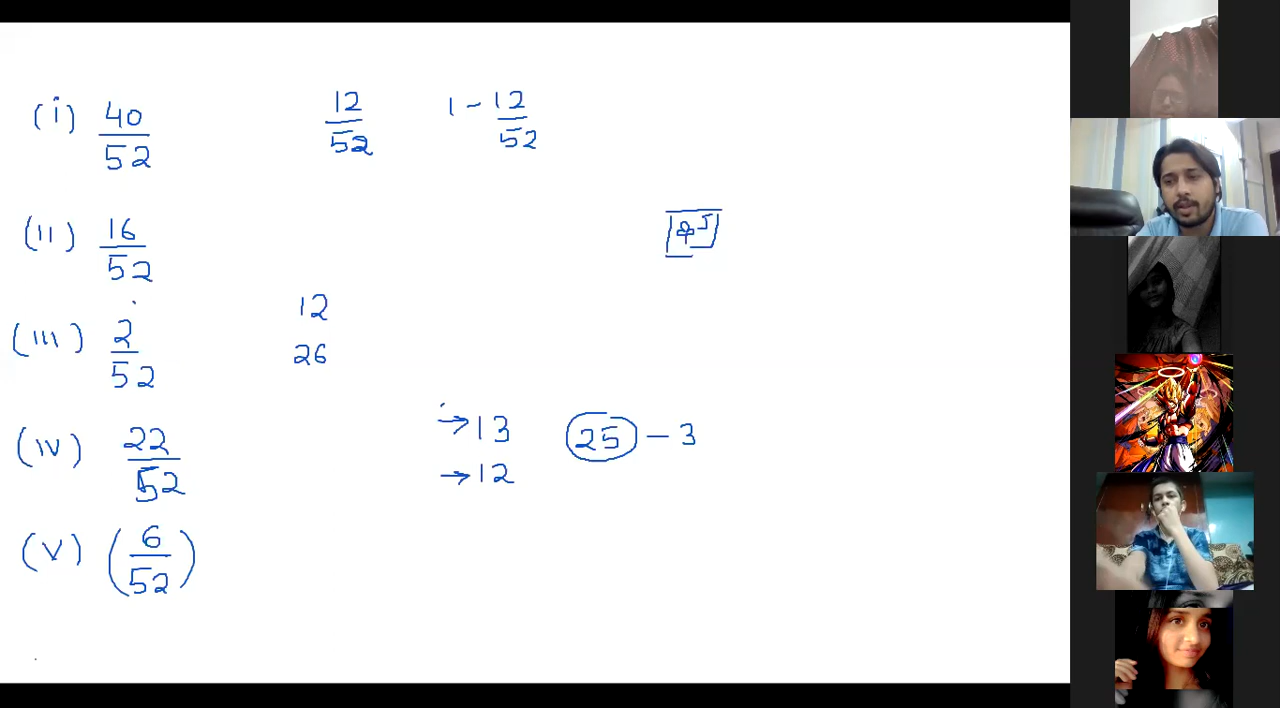 (i) 40/52 12/52 1 - 12/52
(ii) 16/52 J
(iii) 2/52 12
26
(iv) 22/52 → 13 25 - 3
→ 12
(v) (6/52)